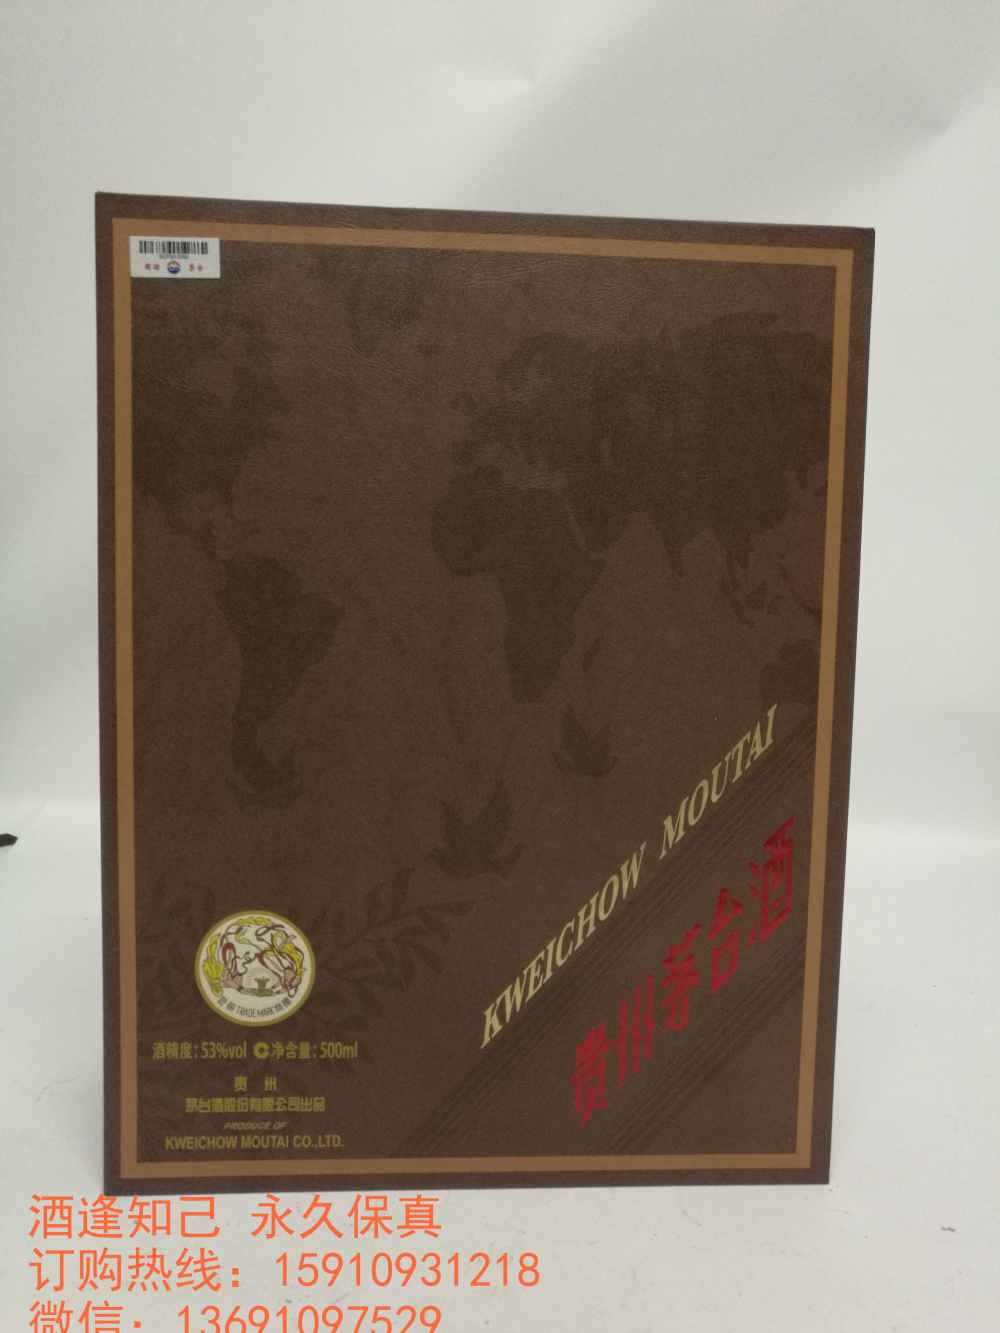 KWEICHOW MOUTAI
贵州茅台酒
TRADE MARK
酒精度:53%vol 净含量:500ml
贵 州
茅台酒股份有限公司出品
PRODUCE OF
KWEICHOW MOUTAI CO.,LTD.
酒逢知己 永久保真
订购热线：15910931218
微信：13691097529